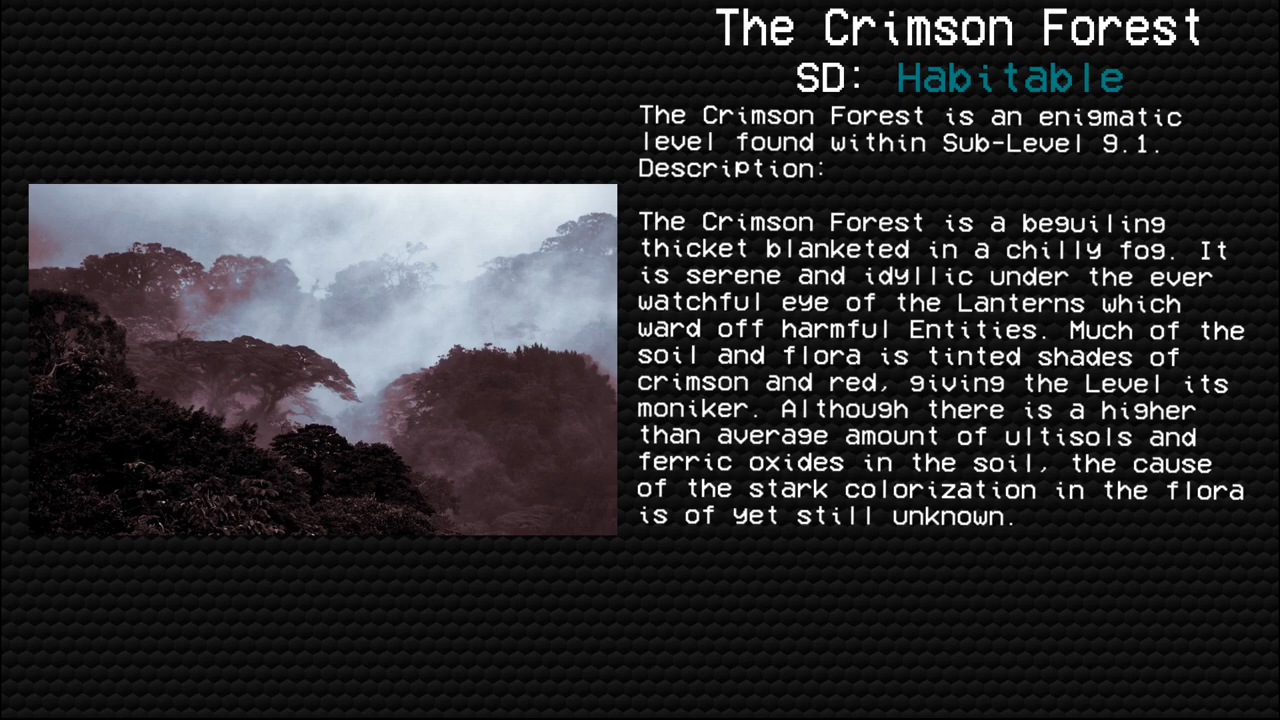 The Crimson Forest
SD: Habitable
The Crimson Forest is an enigmatic
level found within Sub-Level 9.1.
Description:
The Crimson Forest is a beguiling
thicket blanketed in a chilly fog. It
is serene and idyllic under the ever
watchful eye of the Lanterns which
ward off harmful Entities. Much of the
soil and flora is tinted shades of
crimson and red, giving the Level its
moniker. Although there is a higher
than average amount of ultisols and
ferric oxides in the soil, the cause
of the stark colorization in the flora
is of yet still unknown.